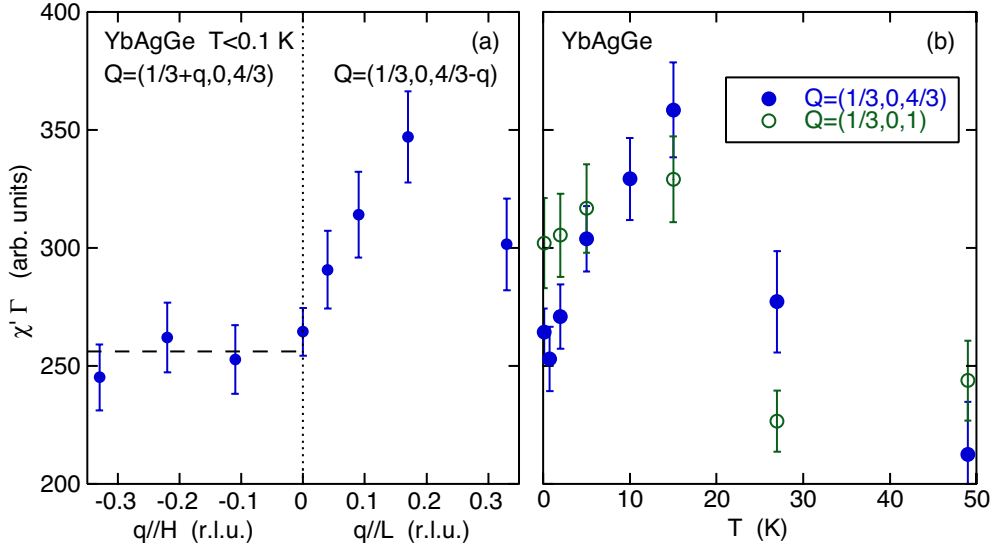 400
350
300
250
200
χ' Γ (arb. units)
YbAgGe T<0.1 K
(a)
Q=(1/3+q,0,4/3)
Q=(1/3,0,4/3-q)
-0.3
-0.2
-0.1
0
0.1
0.2
0.3
q//H (r.l.u.)
q//L (r.l.u.)
YbAgGe
(b)
Q=(1/3,0,4/3)
Q=(1/3,0,1)
0
10
20
30
40
50
T (K)